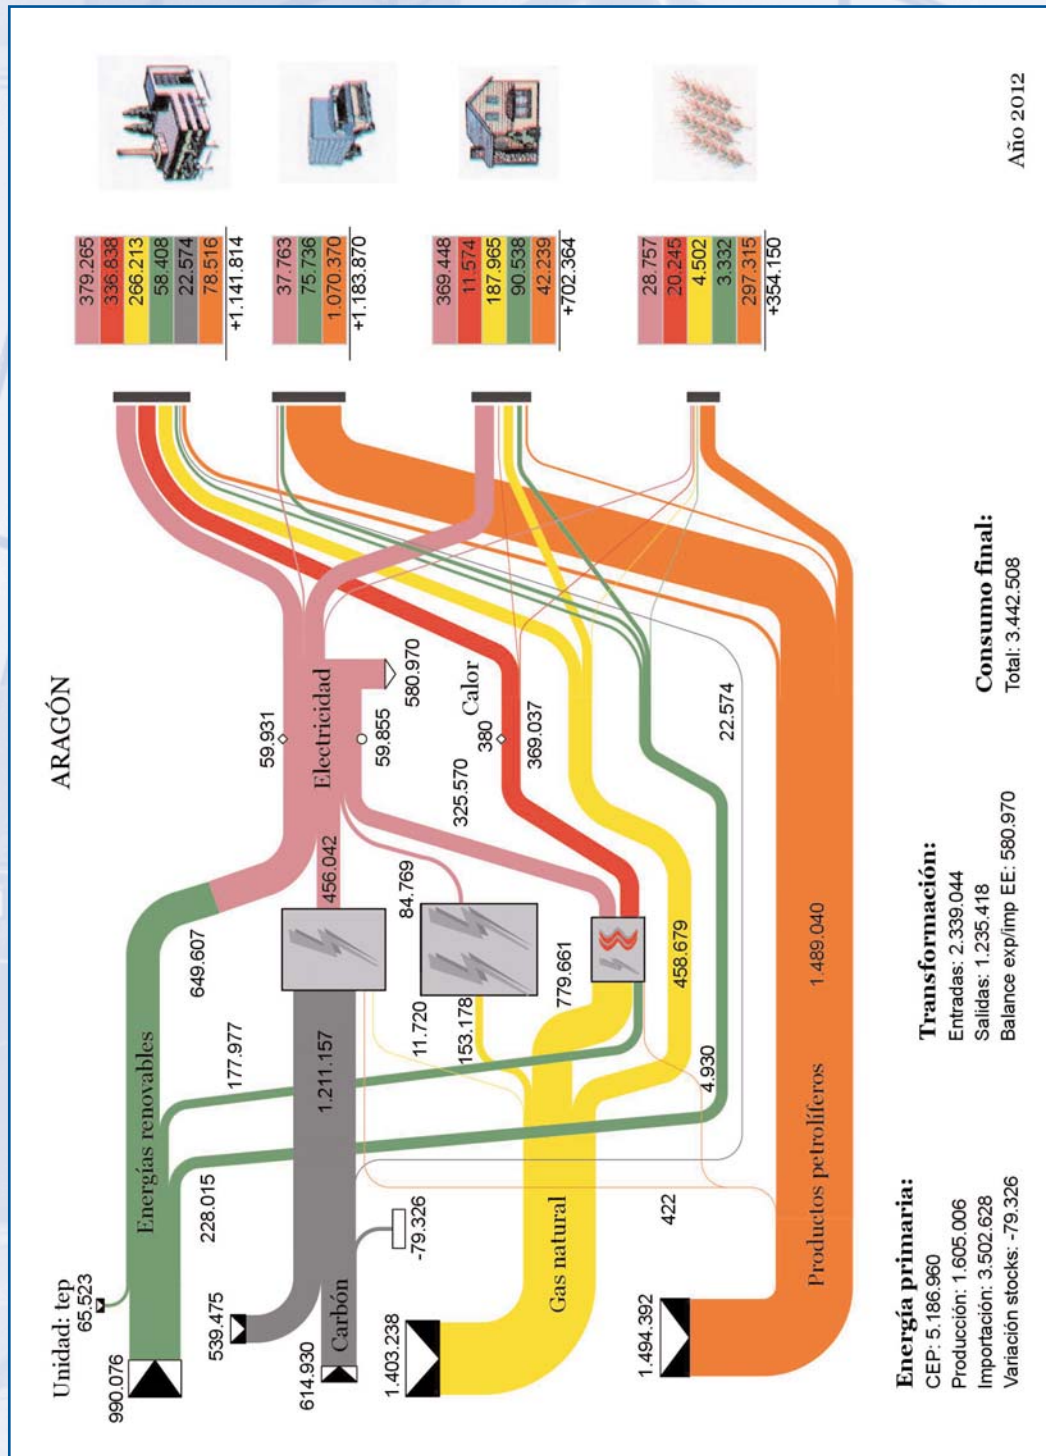 ARAGÓN
Unidad: tep
990.076
65.523
Energías renovables
649.607
177.977
228.015
539.475
614.930
Carbón
-79.326
1.211.157
456.042
Electricidad
59.931
59.855
580.970
84.769
325.570
11.720
153.178
779.661
Calor
380
369.037
1.403.238
Gas natural
458.679
4.930
22.574
422
1.494.392
Productos petrolíferos
1.489.040
379.265
336.838
266.213
58.408
22.574
78.516
+1.141.814
37.763
75.736
1.070.370
+1.183.870
369.448
11.574
187.965
90.538
42.239
+702.364
28.757
20.245
4.502
3.332
297.315
+354.150
Energía primaria:
CEP: 5.186.960
Producción: 1.605.006
Importación: 3.502.628
Variación stocks: -79.326
Transformación:
Entradas: 2.339.044
Salidas: 1.235.418
Balance exp/imp EE: 580.970
Consumo final:
Total: 3.442.508
Año 2012